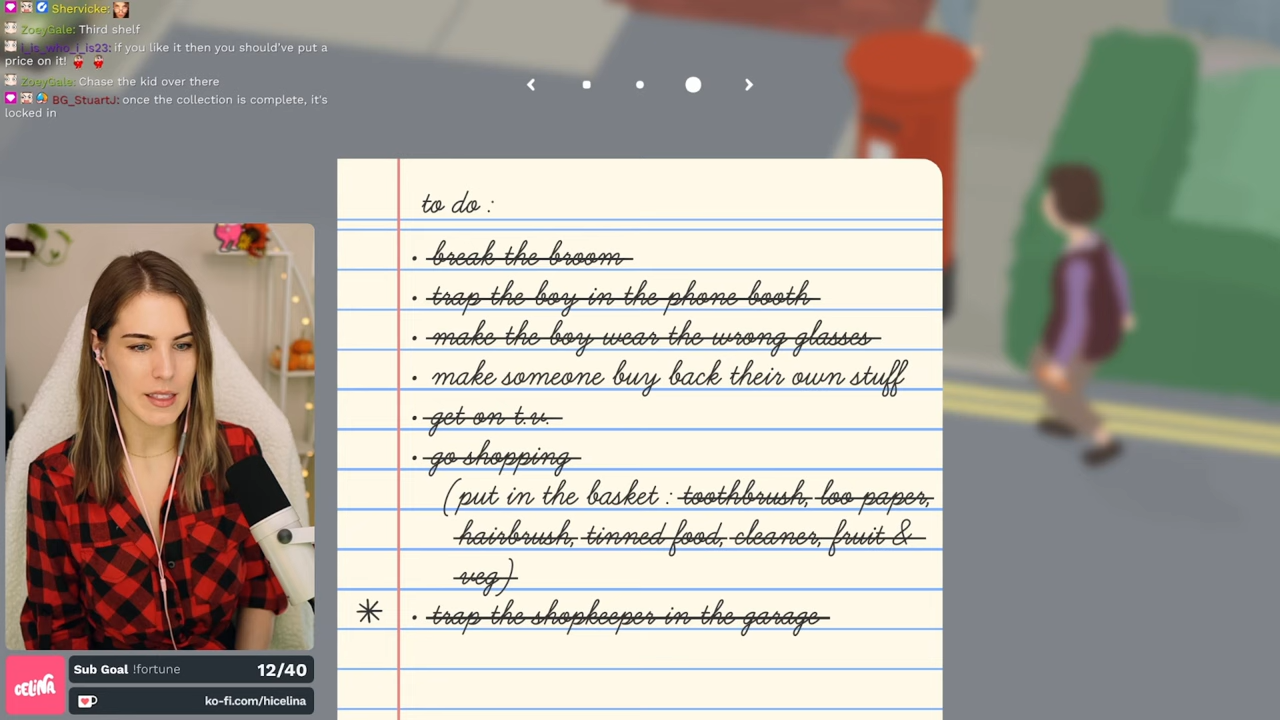 Shervicke:
ZoeyGale: Third shelf
i_is_who_i_is23: if you like it then you should've put a
price on it!
ZoeyGale: Chase the kid over there
BG_StuartJ: once the collection is complete, it's
locked in
to do :
• break the broom
• trap the boy in the phone booth
• make the boy wear the wrong glasses
• make someone buy back their own stuff
• get on t.v.
• go shopping
(put in the basket : toothbrush, loo paper,
hairbrush, tinned food, cleaner, fruit &
veg)
• trap the shopkeeper in the garage
CELINA
Sub Goal !fortune 12/40
ko-fi.com/hicelina